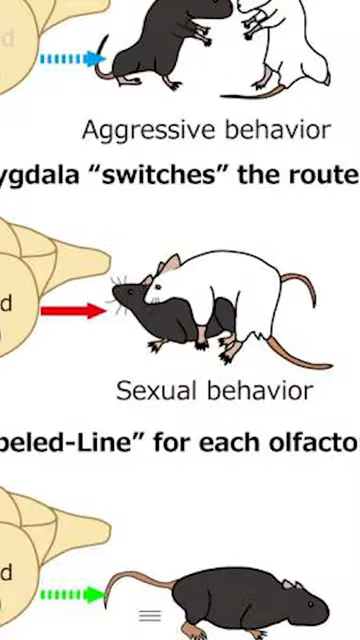 d
Aggressive behavior
ygdala “switches” the route
d
Sexual behavior
beled-Line” for each olfacto
d